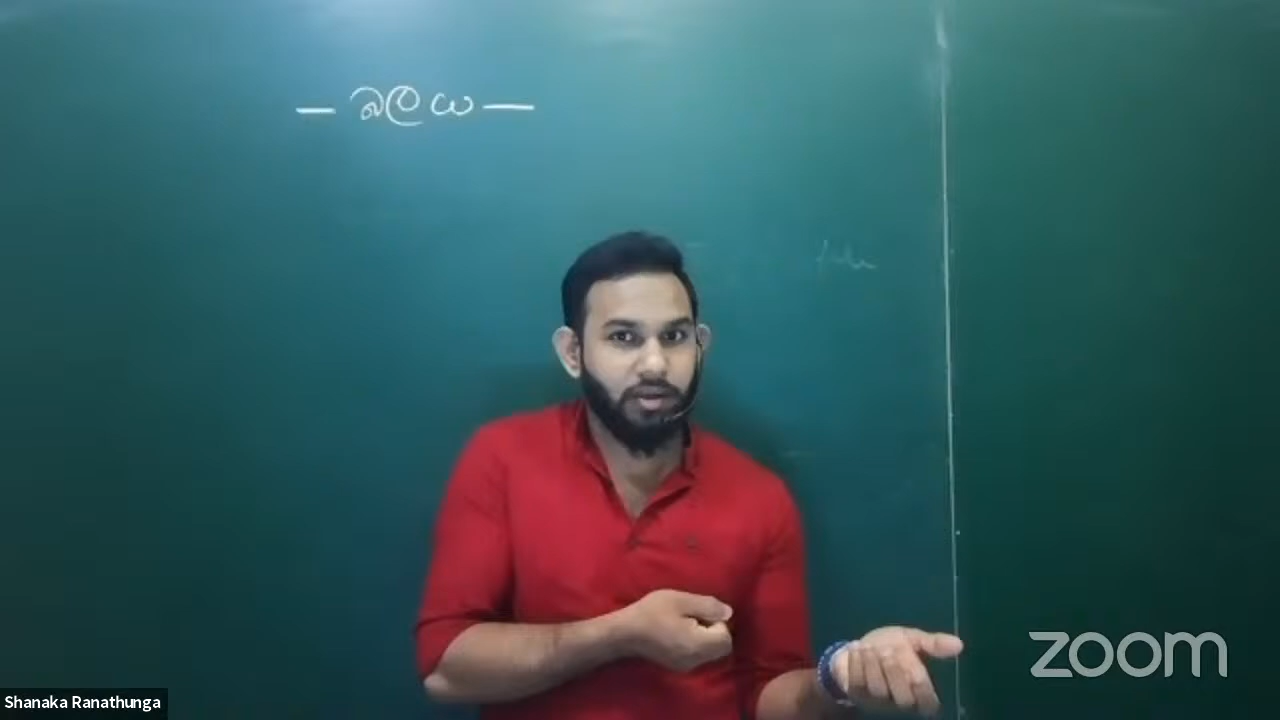 — බලය —
zoom
Shanaka Ranathunga